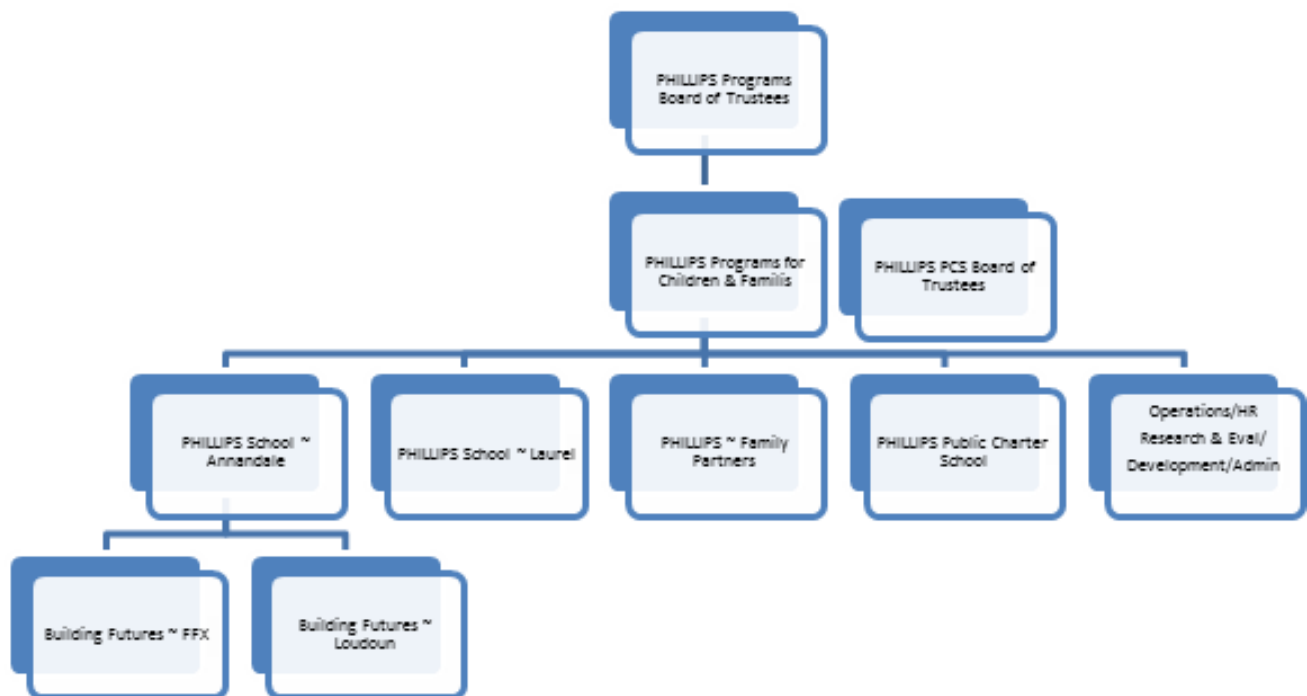 PHILLIPS Programs
Board of Trustees
PHILLIPS Programs for
Children & Familis
PHILLIPS PCS Board of
Trustees
PHILLIPS School ~
Annandale
PHILLIPS School ~ Laurel
PHILLIPS ~ Family
Partners
PHILLIPS Public Charter
School
Operations/HR
Research & Eval/
Development/Admin
Building Futures ~ FFX
Building Futures ~
Loudoun